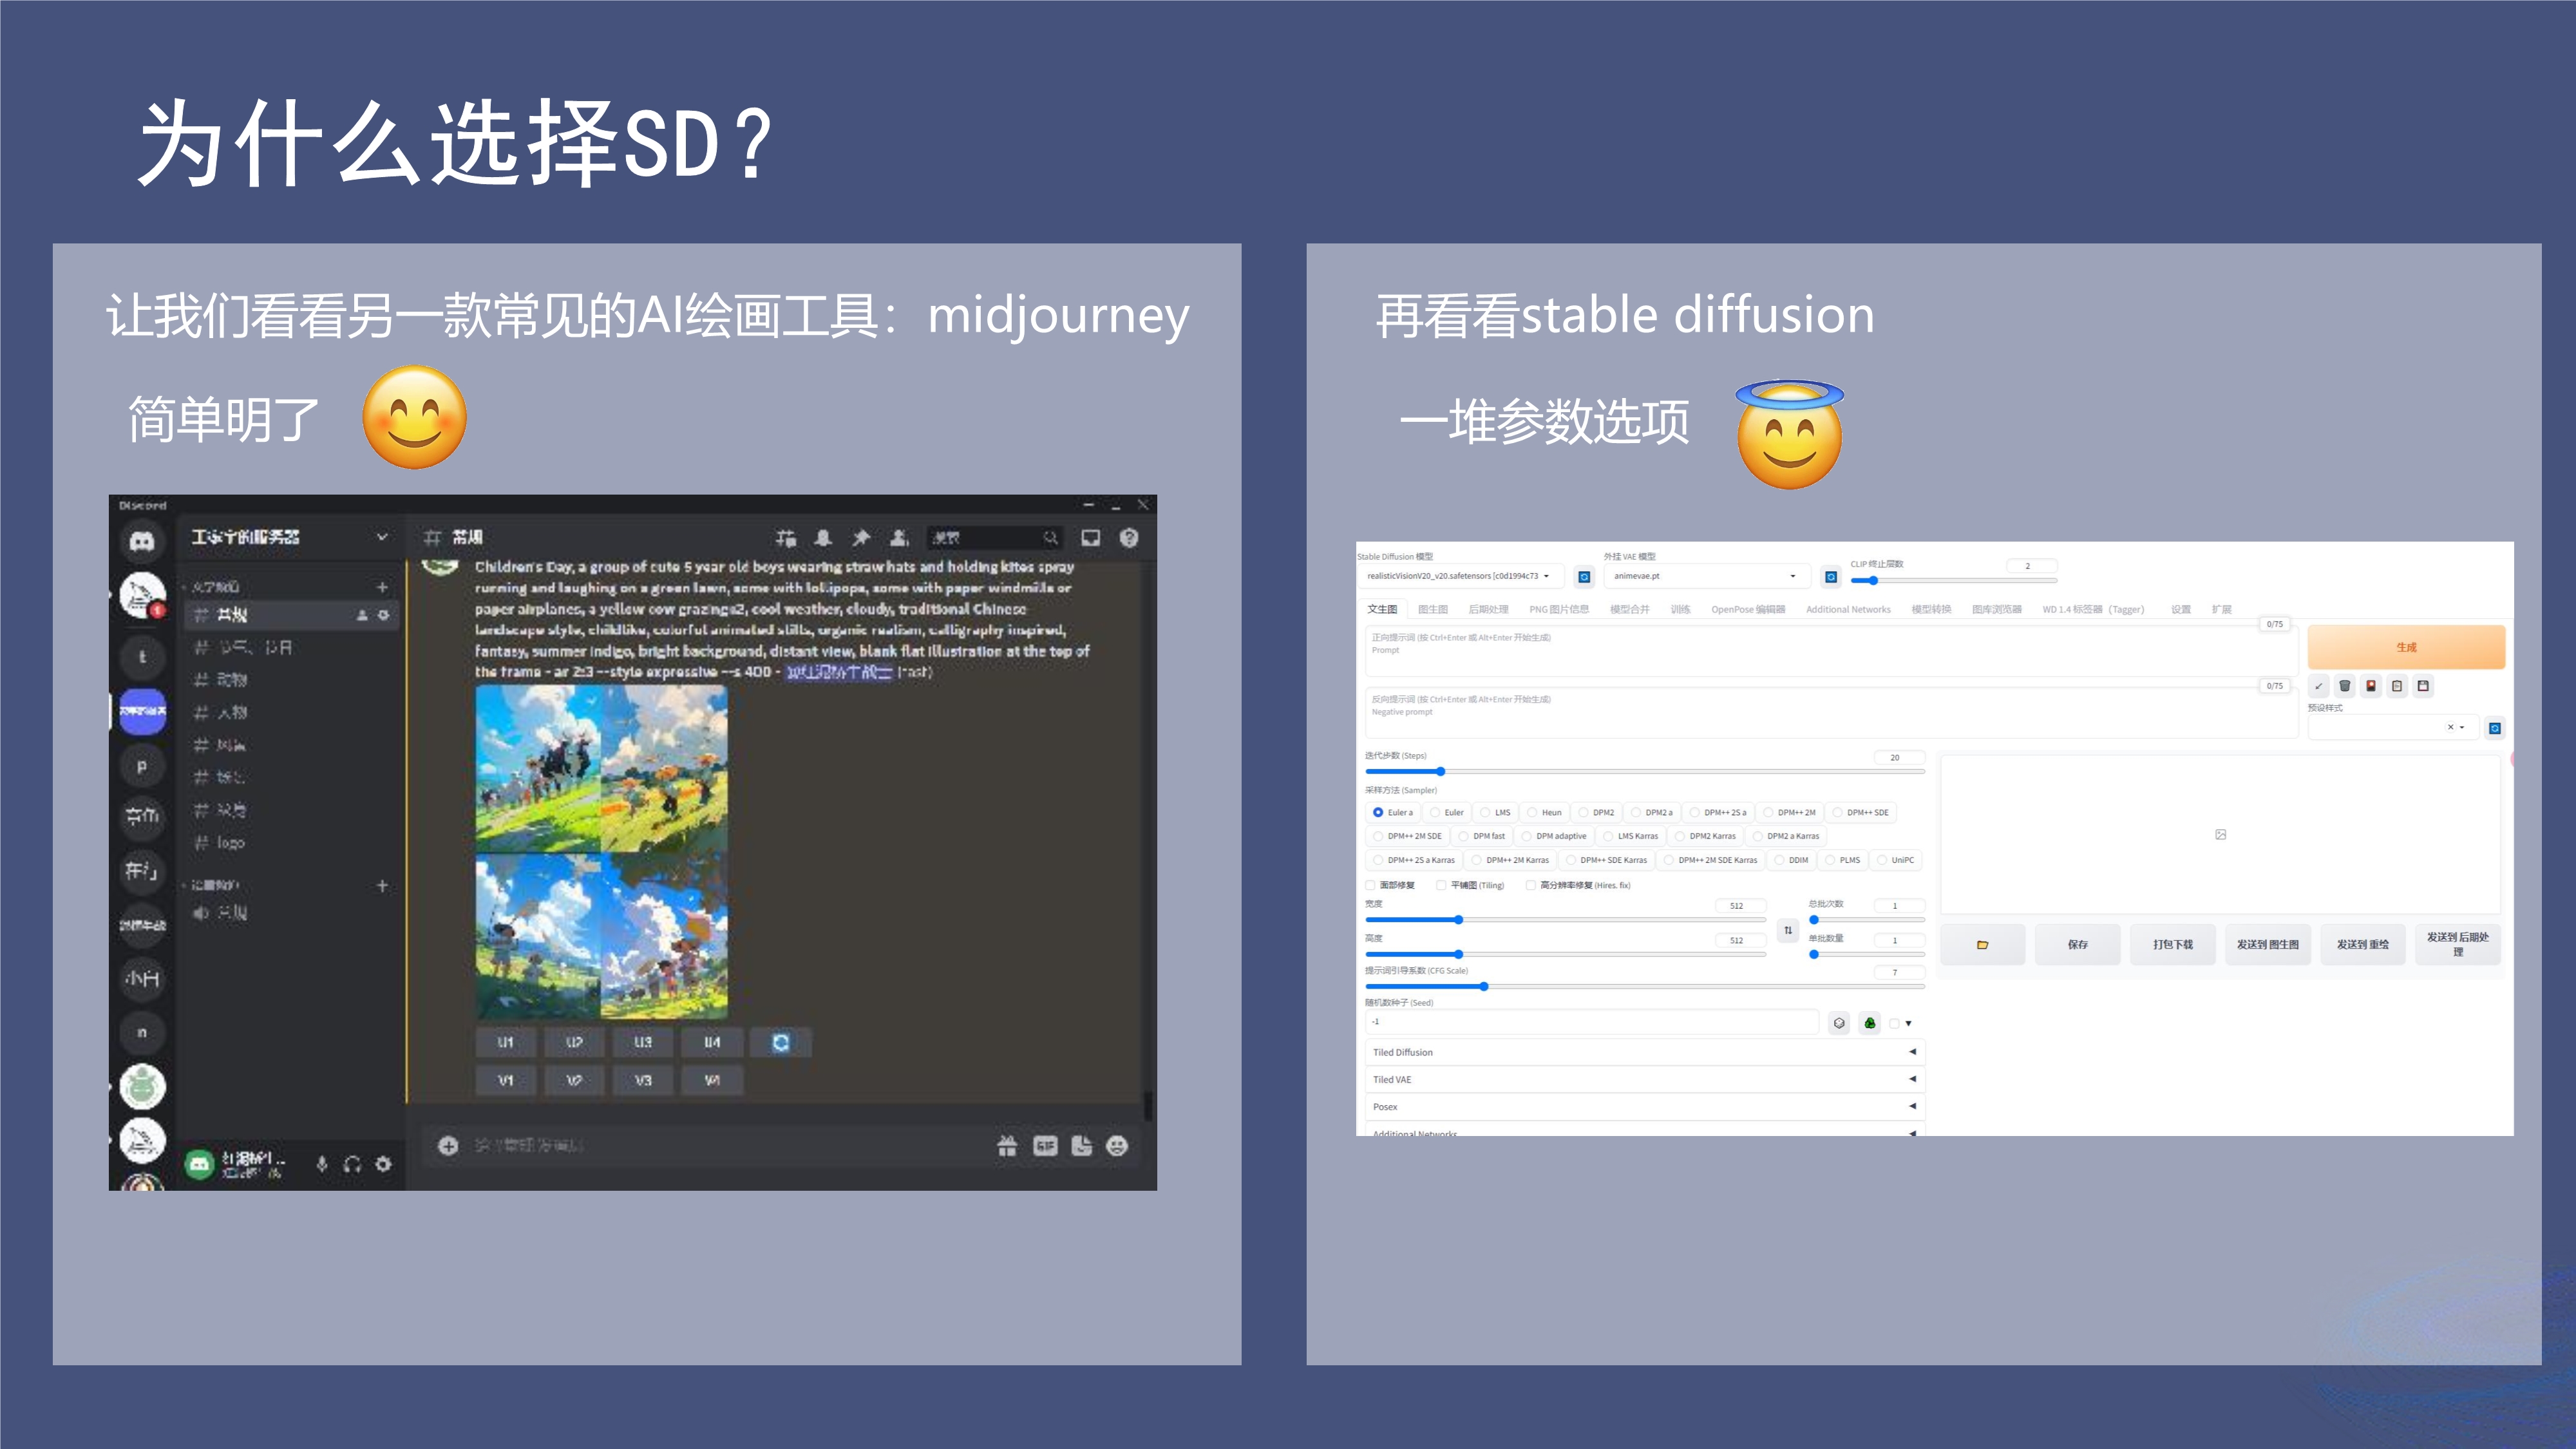 为什么选择SD?
让我们看看另一款常见的AI绘画工具：midjourney
简单明了
Discord
常规
Children's Day, a group of cute 5 year old boys wearing straw hats and holding kites spray
running and laughing on a green lawn, some with lollipops, some with paper windmills or
paper airplanes, a yellow cow grazings2, cool weather, cloudy, traditional Chinese
landscape style, childlike, colorful animated stills, organic realism, calligraphy inspired,
fantasy, summer indigo, bright background, distant view, blank flat illustration at the top of
the frame - ar 2:3 --style expressive --s 400 -
# 动物
# 人物
# logo
U1 U2 U3 U4
V1 V2 V3 V4
GIF
再看看stable diffusion
一堆参数选项
Stable Diffusion 模型 外挂 VAE 模型 CLIP 终止层数 2
realisticVisionV20_v20.safetensors [c0d1994c73 animevae.pt
文生图 图生图 后期处理 PNG 图片信息 模型合并 训练 OpenPose 编辑器 Additional Networks 模型转换 图库浏览器 WD 1.4 标签器（Tagger） 设置 扩展
0/75
正向提示词 (按 Ctrl+Enter 或 Alt+Enter 开始生成)
Prompt
生成
0/75
反向提示词 (按 Ctrl+Enter 或 Alt+Enter 开始生成)
Negative prompt
预设样式
迭代步数 (Steps) 20
采样方法 (Sampler)
Euler a Euler LMS Heun DPM2 DPM2 a DPM++ 2S a DPM++ 2M DPM++ SDE
DPM++ 2M SDE DPM fast DPM adaptive LMS Karras DPM2 Karras DPM2 a Karras
DPM++ 2S a Karras DPM++ 2M Karras DPM++ SDE Karras DPM++ 2M SDE Karras DDIM PLMS UniPC
面部修复 平铺图 (Tiling) 高分辨率修复 (Hires. fix)
宽度 512 总批次数 1
高度 512 单批数量 1
提示词引导系数 (CFG Scale) 7
随机数种子 (Seed)
-1
Tiled Diffusion
Tiled VAE
Posex
Additional Networks
保存 打包下载 发送到 图生图 发送到 重绘 发送到 后期处
理